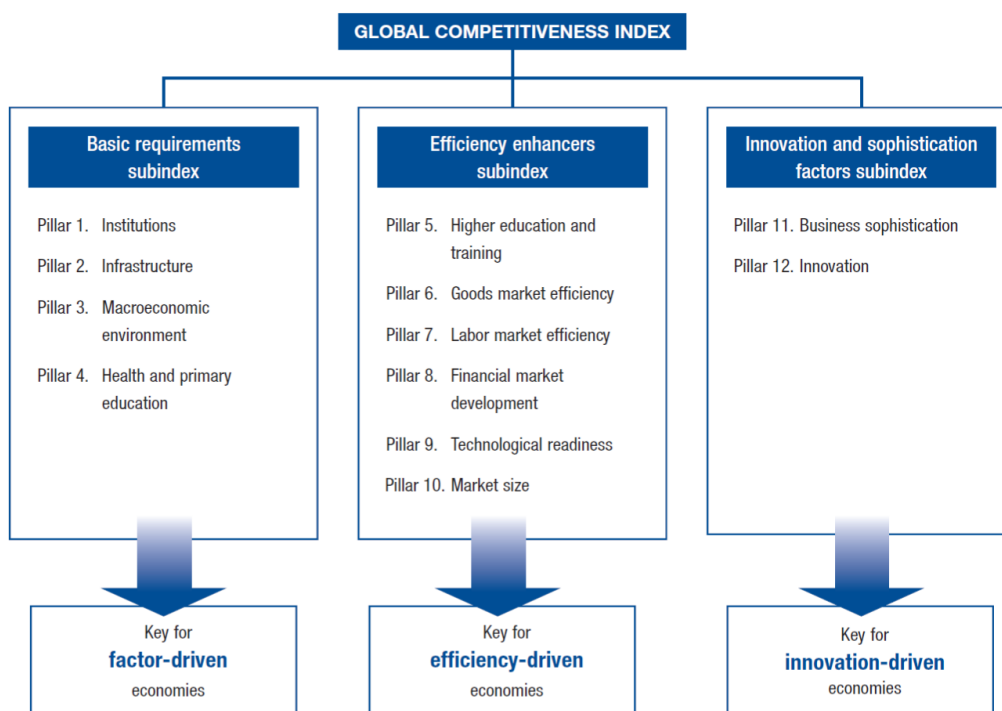 GLOBAL COMPETITIVENESS INDEX
Basic requirements
subindex
Pillar 1. Institutions
Pillar 2. Infrastructure
Pillar 3. Macroeconomic
environment
Pillar 4. Health and primary
education
Key for
factor-driven
economies
Efficiency enhancers
subindex
Pillar 5. Higher education and
training
Pillar 6. Goods market efficiency
Pillar 7. Labor market efficiency
Pillar 8. Financial market
development
Pillar 9. Technological readiness
Pillar 10. Market size
Key for
efficiency-driven
economies
Innovation and sophistication
factors subindex
Pillar 11. Business sophistication
Pillar 12. Innovation
Key for
innovation-driven
economies